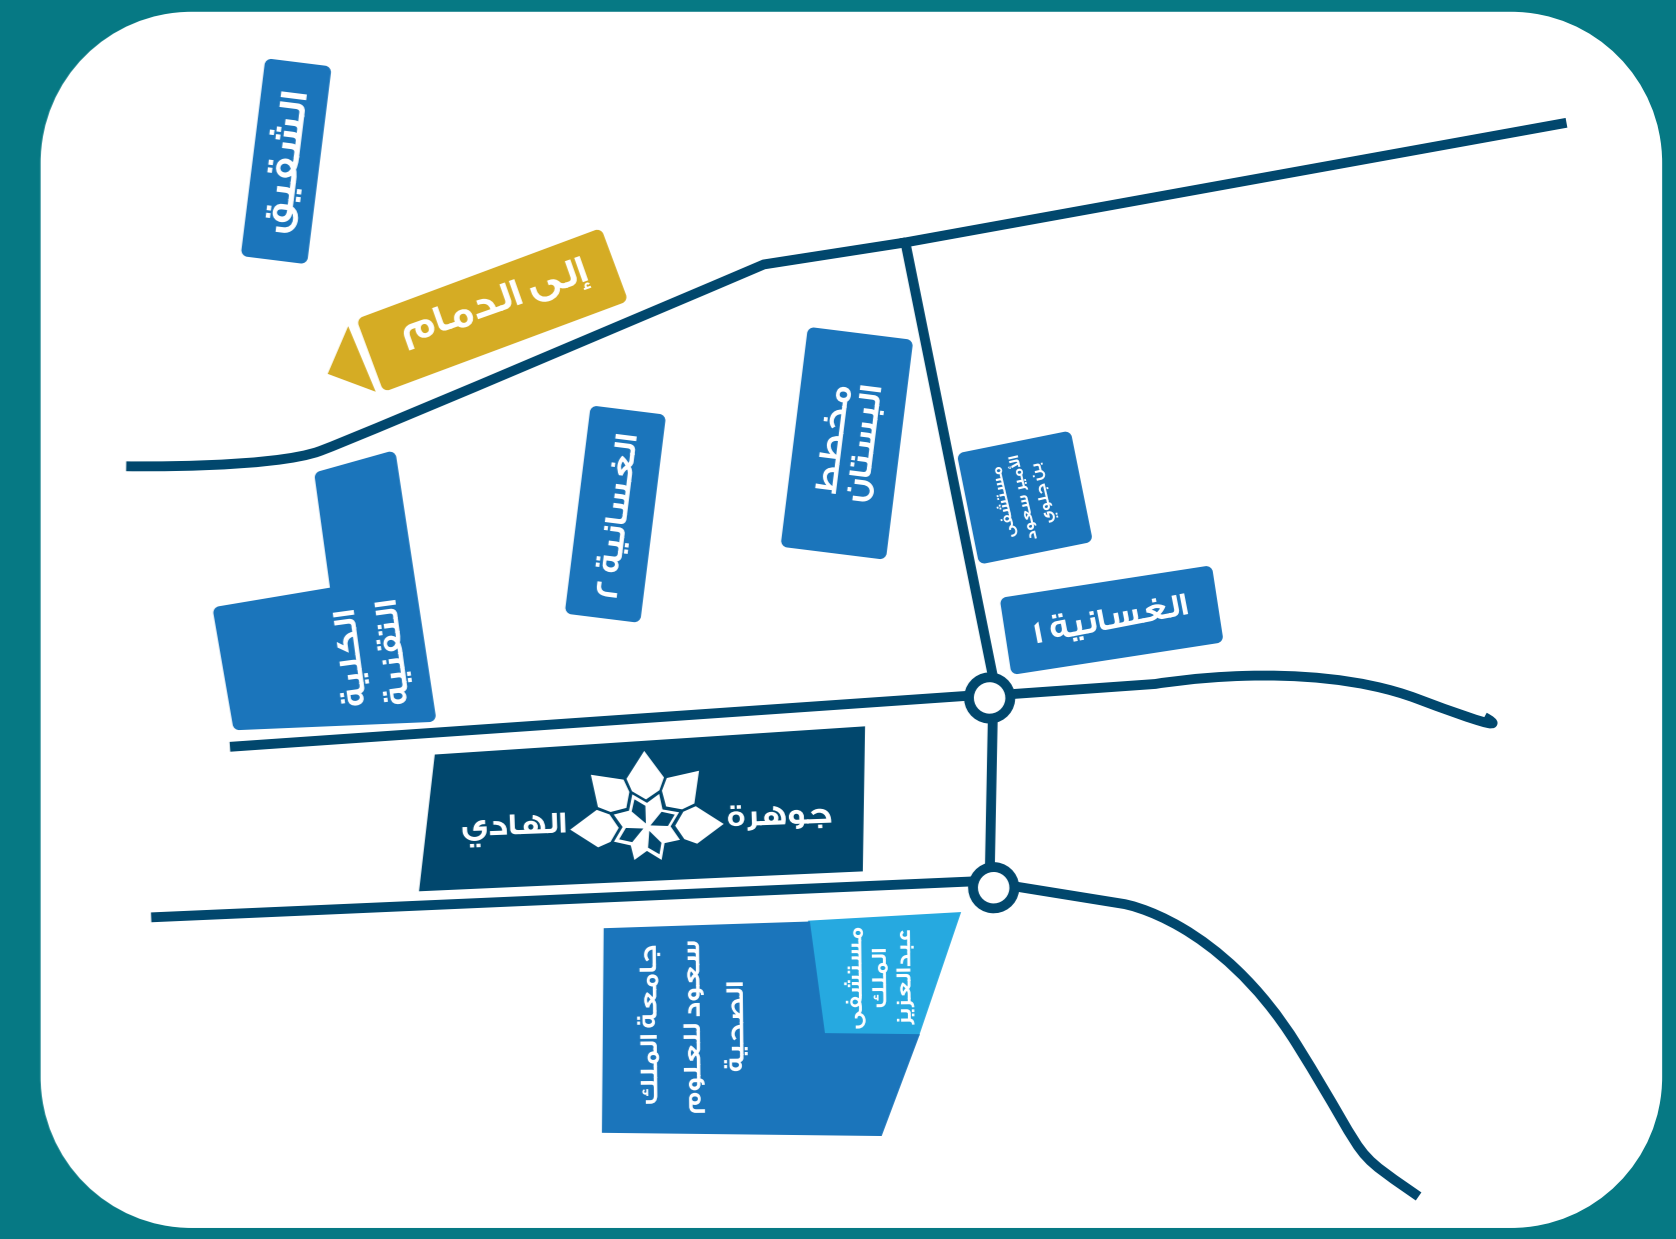 الشقيق
إلى الدمام
مخطط
البستان
الغسانية ٢
مستشفى
الأمير سعود
بن جلوي
الغسانية ١
الكلية
التقنية
جوهرة الهادي
مستشفى
الملك
عبدالعزيز
جامعة الملك
سعود للعلوم
الصحية